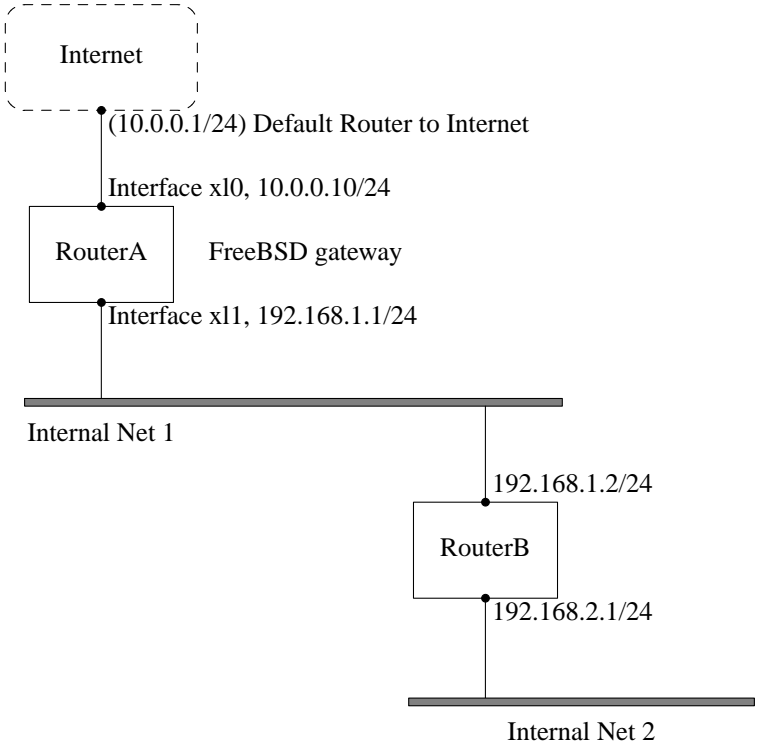 Internet
(10.0.0.1/24) Default Router to Internet
Interface xl0, 10.0.0.10/24
RouterA
FreeBSD gateway
Interface xl1, 192.168.1.1/24
Internal Net 1
192.168.1.2/24
RouterB
192.168.2.1/24
Internal Net 2